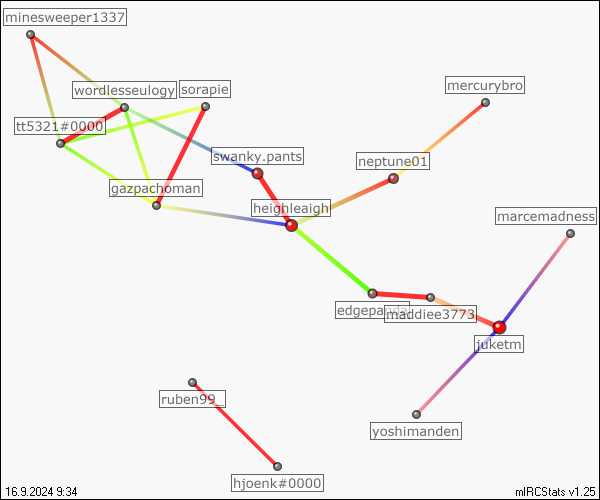 minesweeper1337
wordlesseulogy
sorapie
mercurybro
tt5321#0000
swanky.pants
neptune01
gazpachoman
heighleaigh
marcemadness
edgepanda
maddiee3773
juketm
ruben99_
yoshimanden
hjoenk#0000
16.9.2024 9:34
mIRCStats v1.25